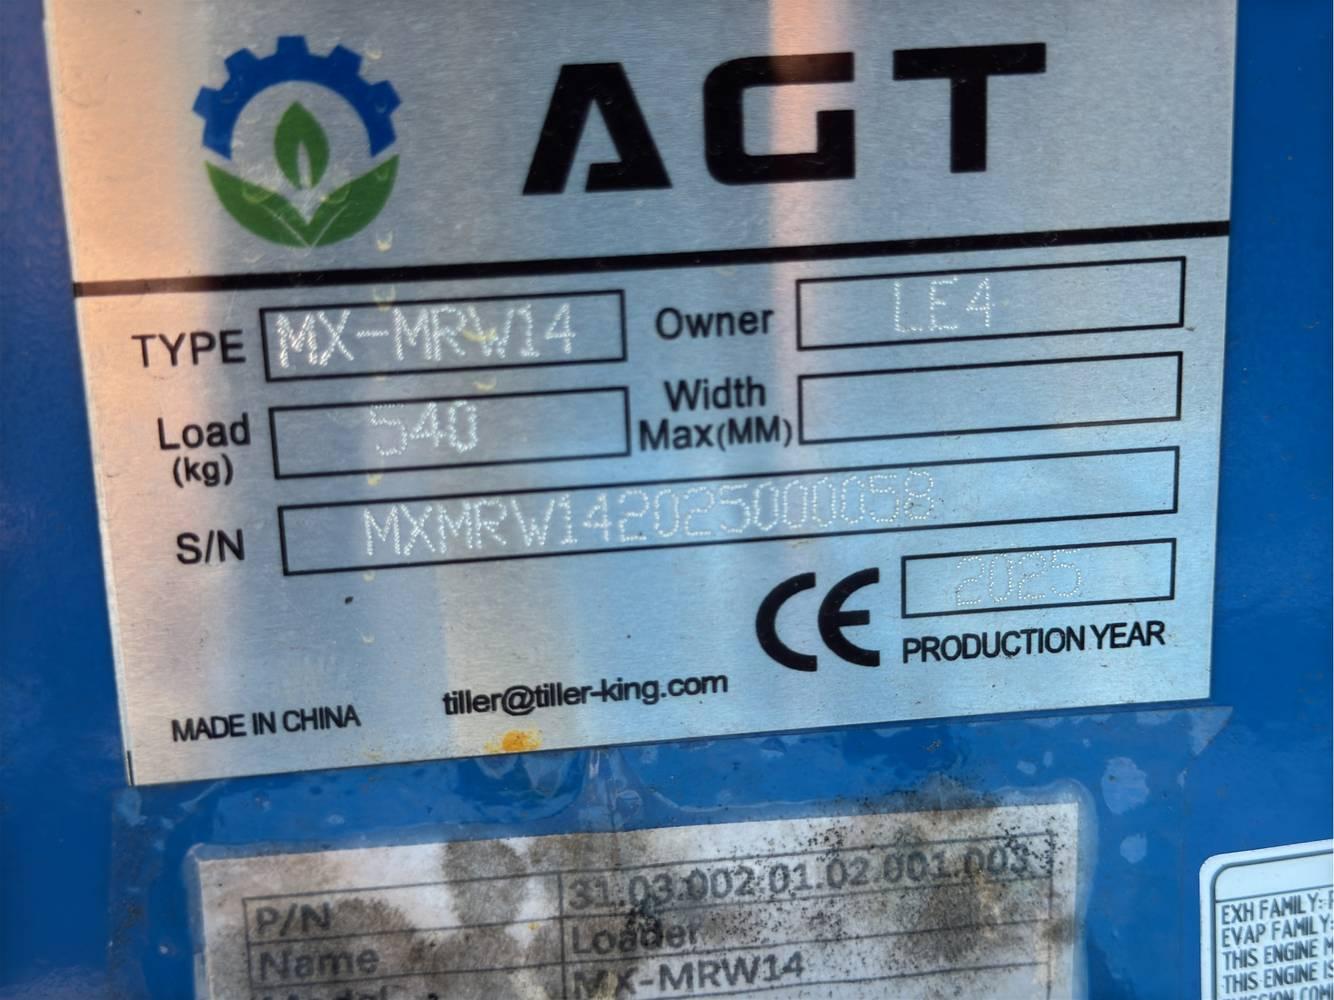 AGT
TYPE MX-MRW14 Owner LE4
Load (kg) 540 Width Max(MM)
S/N MXMRW142025000058
CE 2025
PRODUCTION YEAR
MADE IN CHINA tiller@tiller-king.com
P/N 31.03.002.01.02.001.003
Name Loader
Model MX-MRW14
EXH FAMILY:
EVAP FAMILY:
THIS ENGINE
THIS ENGINE